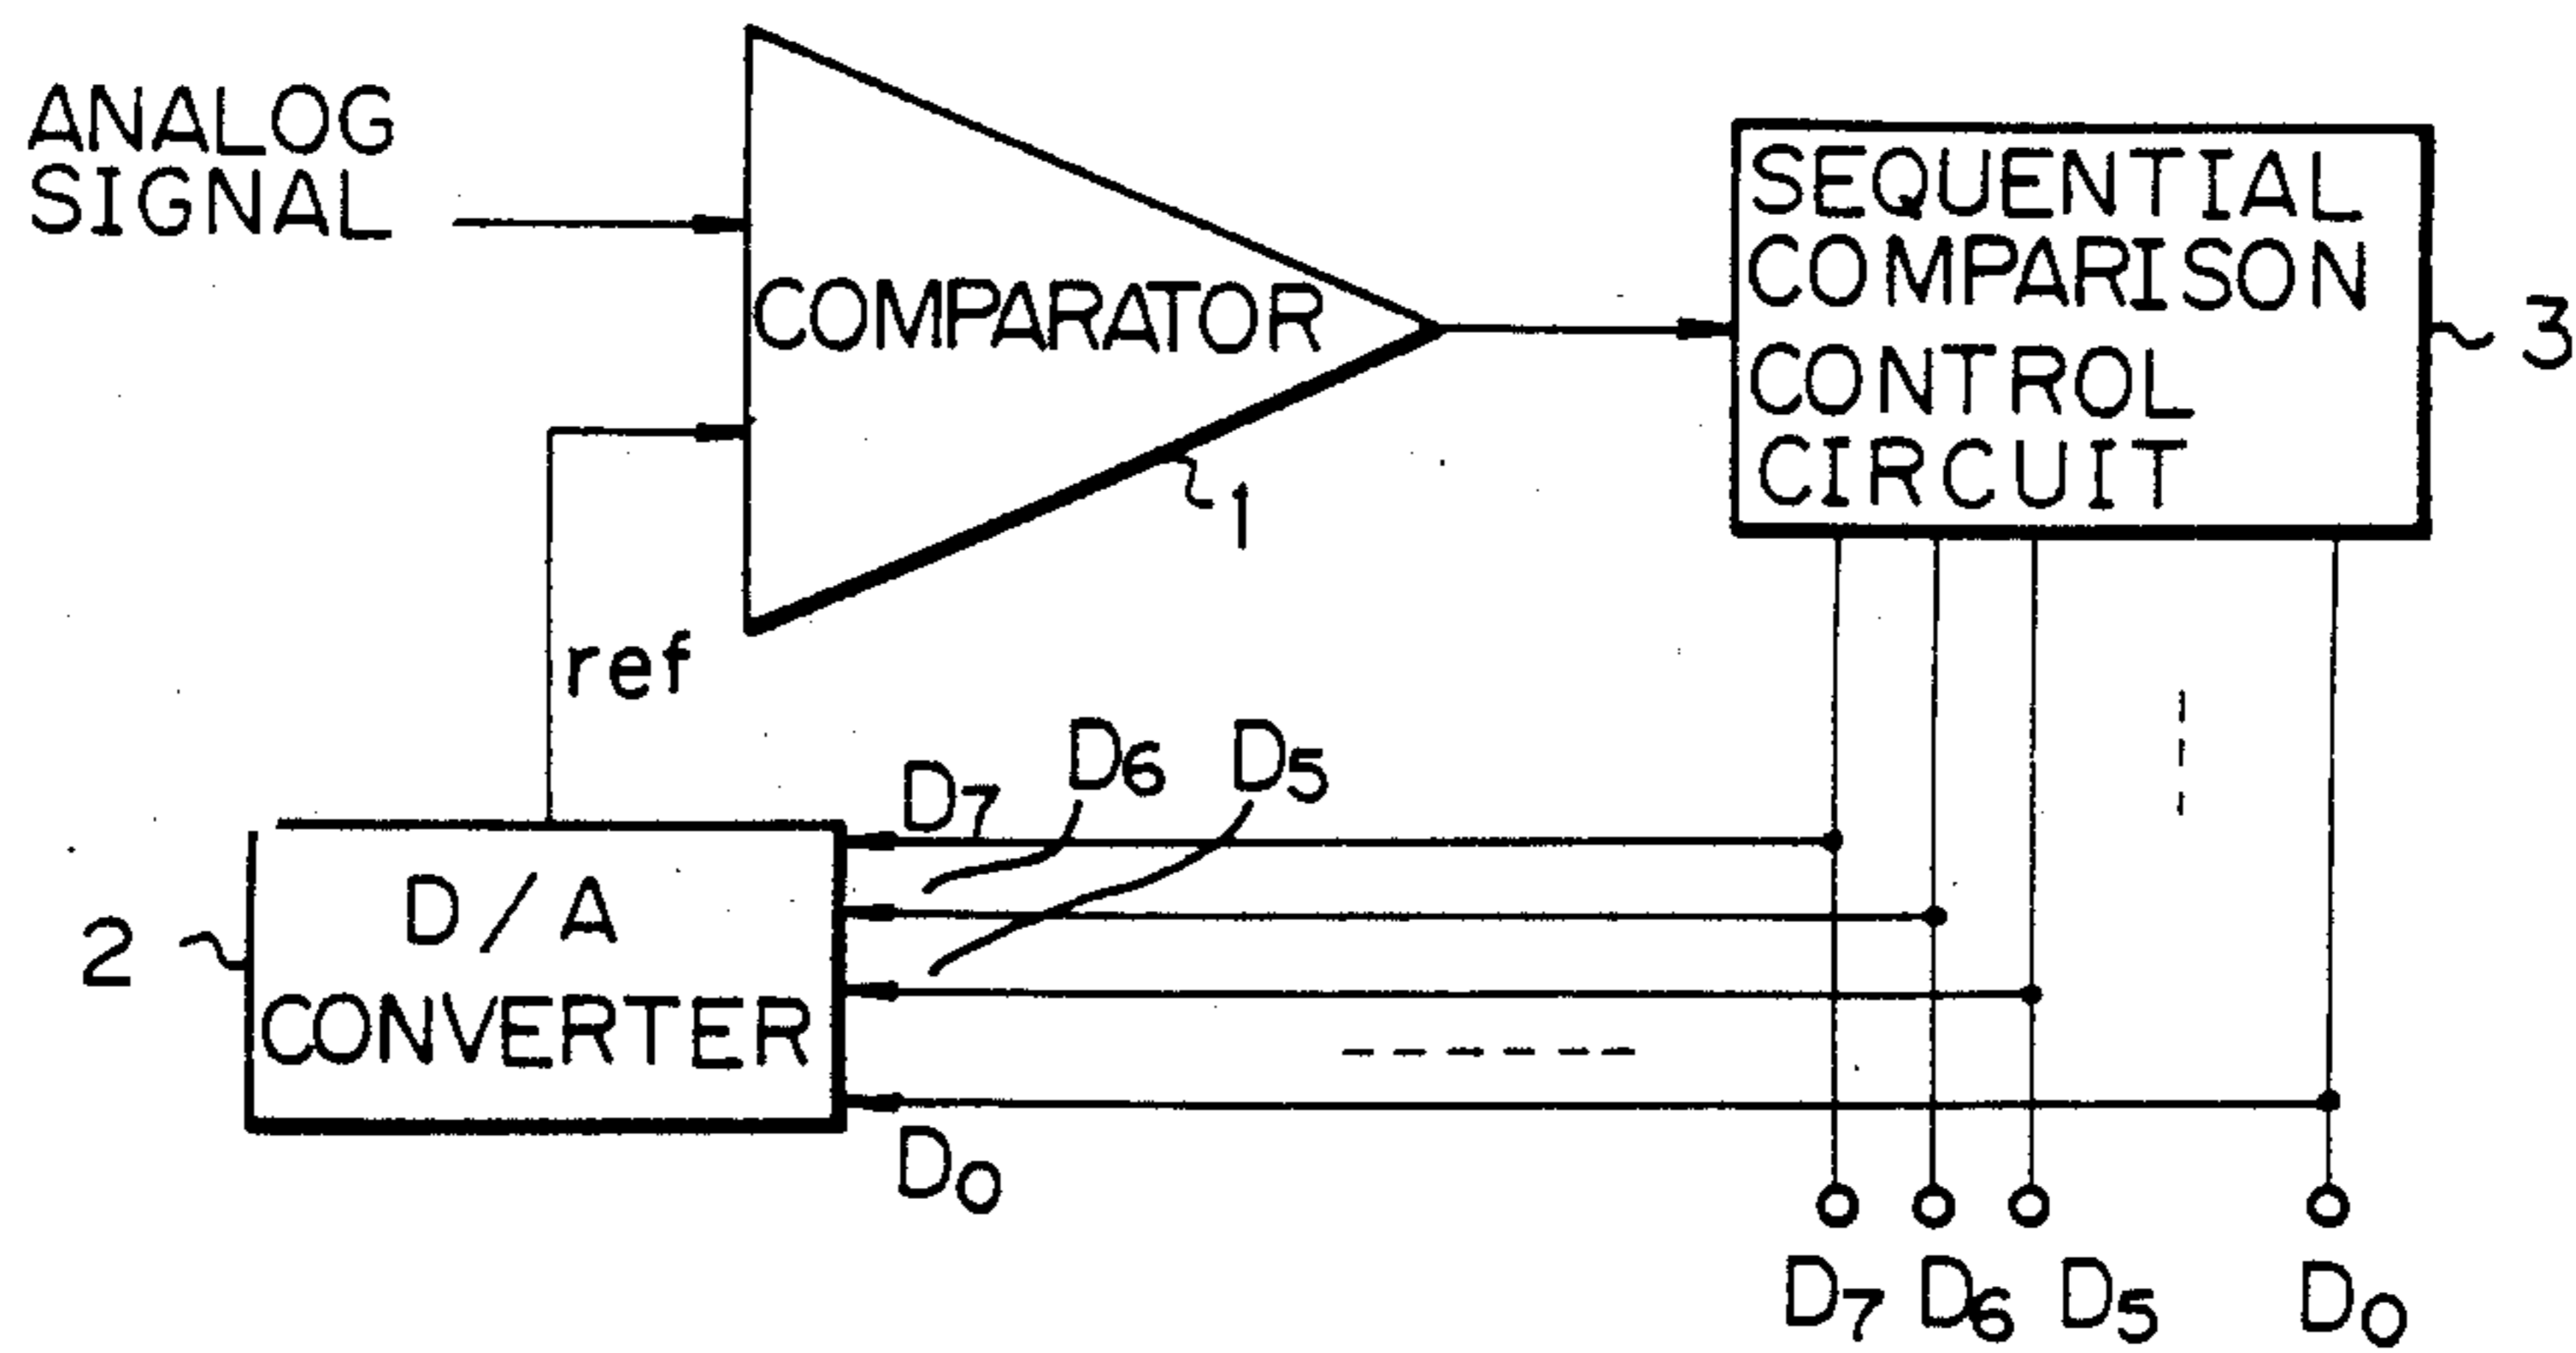 ANALOG
SIGNAL
COMPARATOR
1
SEQUENTIAL
COMPARISON
CONTROL
CIRCUIT
3
ref
D7
D6
D5
2
D/A
CONVERTER
D0
D7
D6
D5
D0